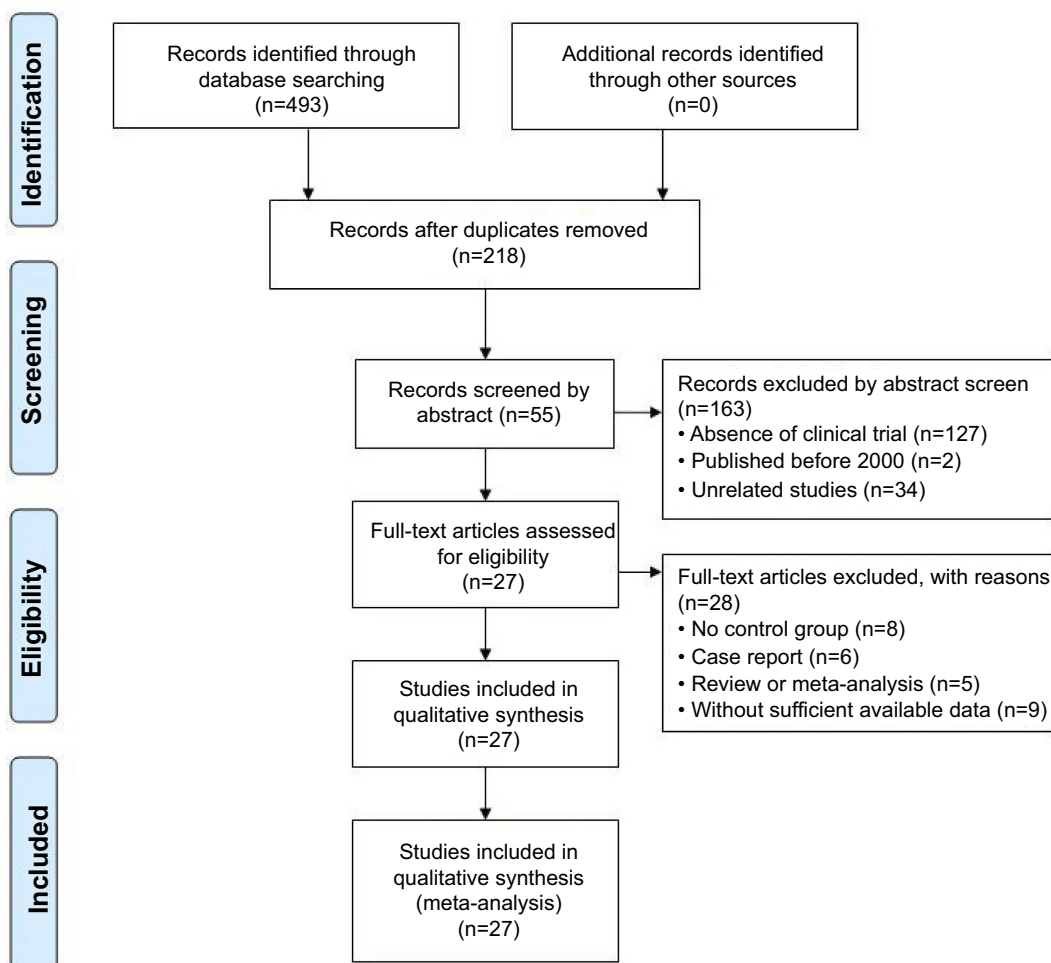 Identification
Records identified through
database searching
(n=493)
Additional records identified
through other sources
(n=0)
Records after duplicates removed
(n=218)
Screening
Records screened by
abstract (n=55)
Records excluded by abstract screen
(n=163)
• Absence of clinical trial (n=127)
• Published before 2000 (n=2)
• Unrelated studies (n=34)
Eligibility
Full-text articles assessed
for eligibility
(n=27)
Full-text articles excluded, with reasons
(n=28)
• No control group (n=8)
• Case report (n=6)
• Review or meta-analysis (n=5)
• Without sufficient available data (n=9)
Studies included in
qualitative synthesis
(n=27)
Included
Studies included in
qualitative synthesis
(meta-analysis)
(n=27)